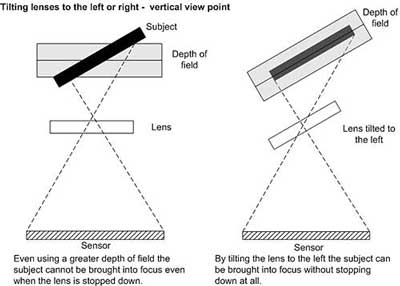 Tilting lenses to the left or right - vertical view point
Subject
Depth of
field
Lens
Sensor
Even using a greater depth of field the
subject cannot be brought into focus even
when the lens is stopped down.
Depth of
field
Lens tilted to
the left
Sensor
By tilting the lens to the left the subject can
be brought into focus without stopping
down at all.